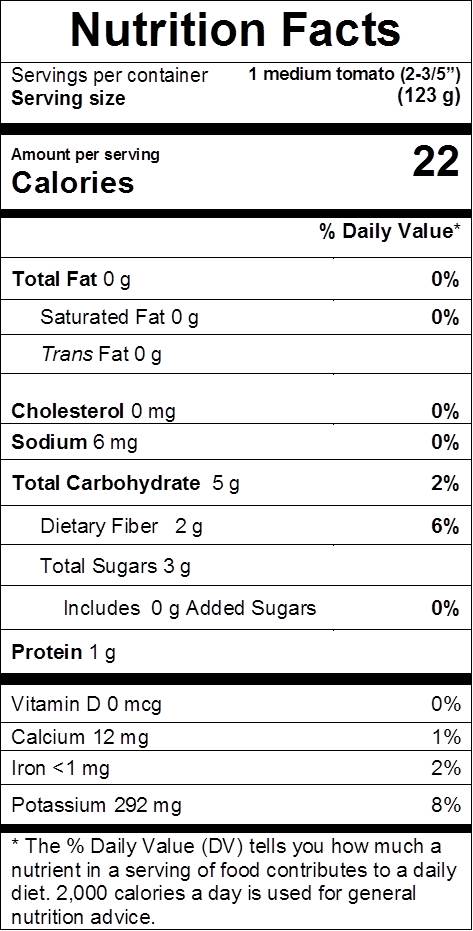 Nutrition Facts
Servings per container 1 medium tomato (2-3/5”)
Serving size (123 g)
Amount per serving
Calories 22
% Daily Value*
Total Fat 0 g 0%
Saturated Fat 0 g 0%
Trans Fat 0 g
Cholesterol 0 mg 0%
Sodium 6 mg 0%
Total Carbohydrate 5 g 2%
Dietary Fiber 2 g 6%
Total Sugars 3 g
Includes 0 g Added Sugars 0%
Protein 1 g
Vitamin D 0 mcg 0%
Calcium 12 mg 1%
Iron <1 mg 2%
Potassium 292 mg 8%
* The % Daily Value (DV) tells you how much a
nutrient in a serving of food contributes to a daily
diet. 2,000 calories a day is used for general
nutrition advice.